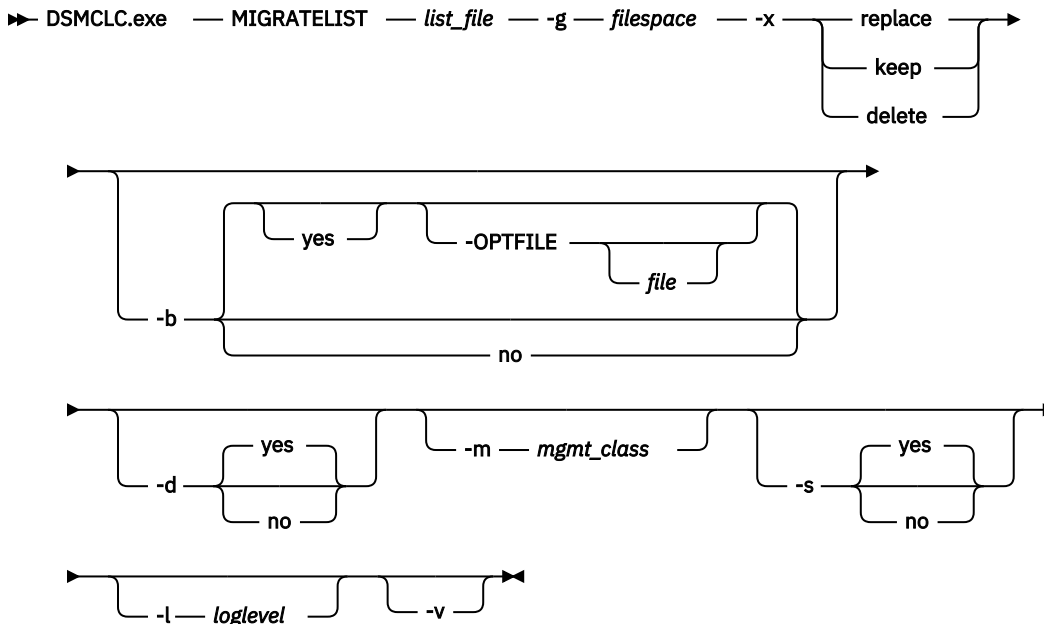 DSMCLC.exe MIGRATELIST list_file -g filespace -x replace
keep
delete
yes -OPTFILE
file
-b
no
yes yes
-m mgmt_class
-d -s
no no
-l loglevel -v